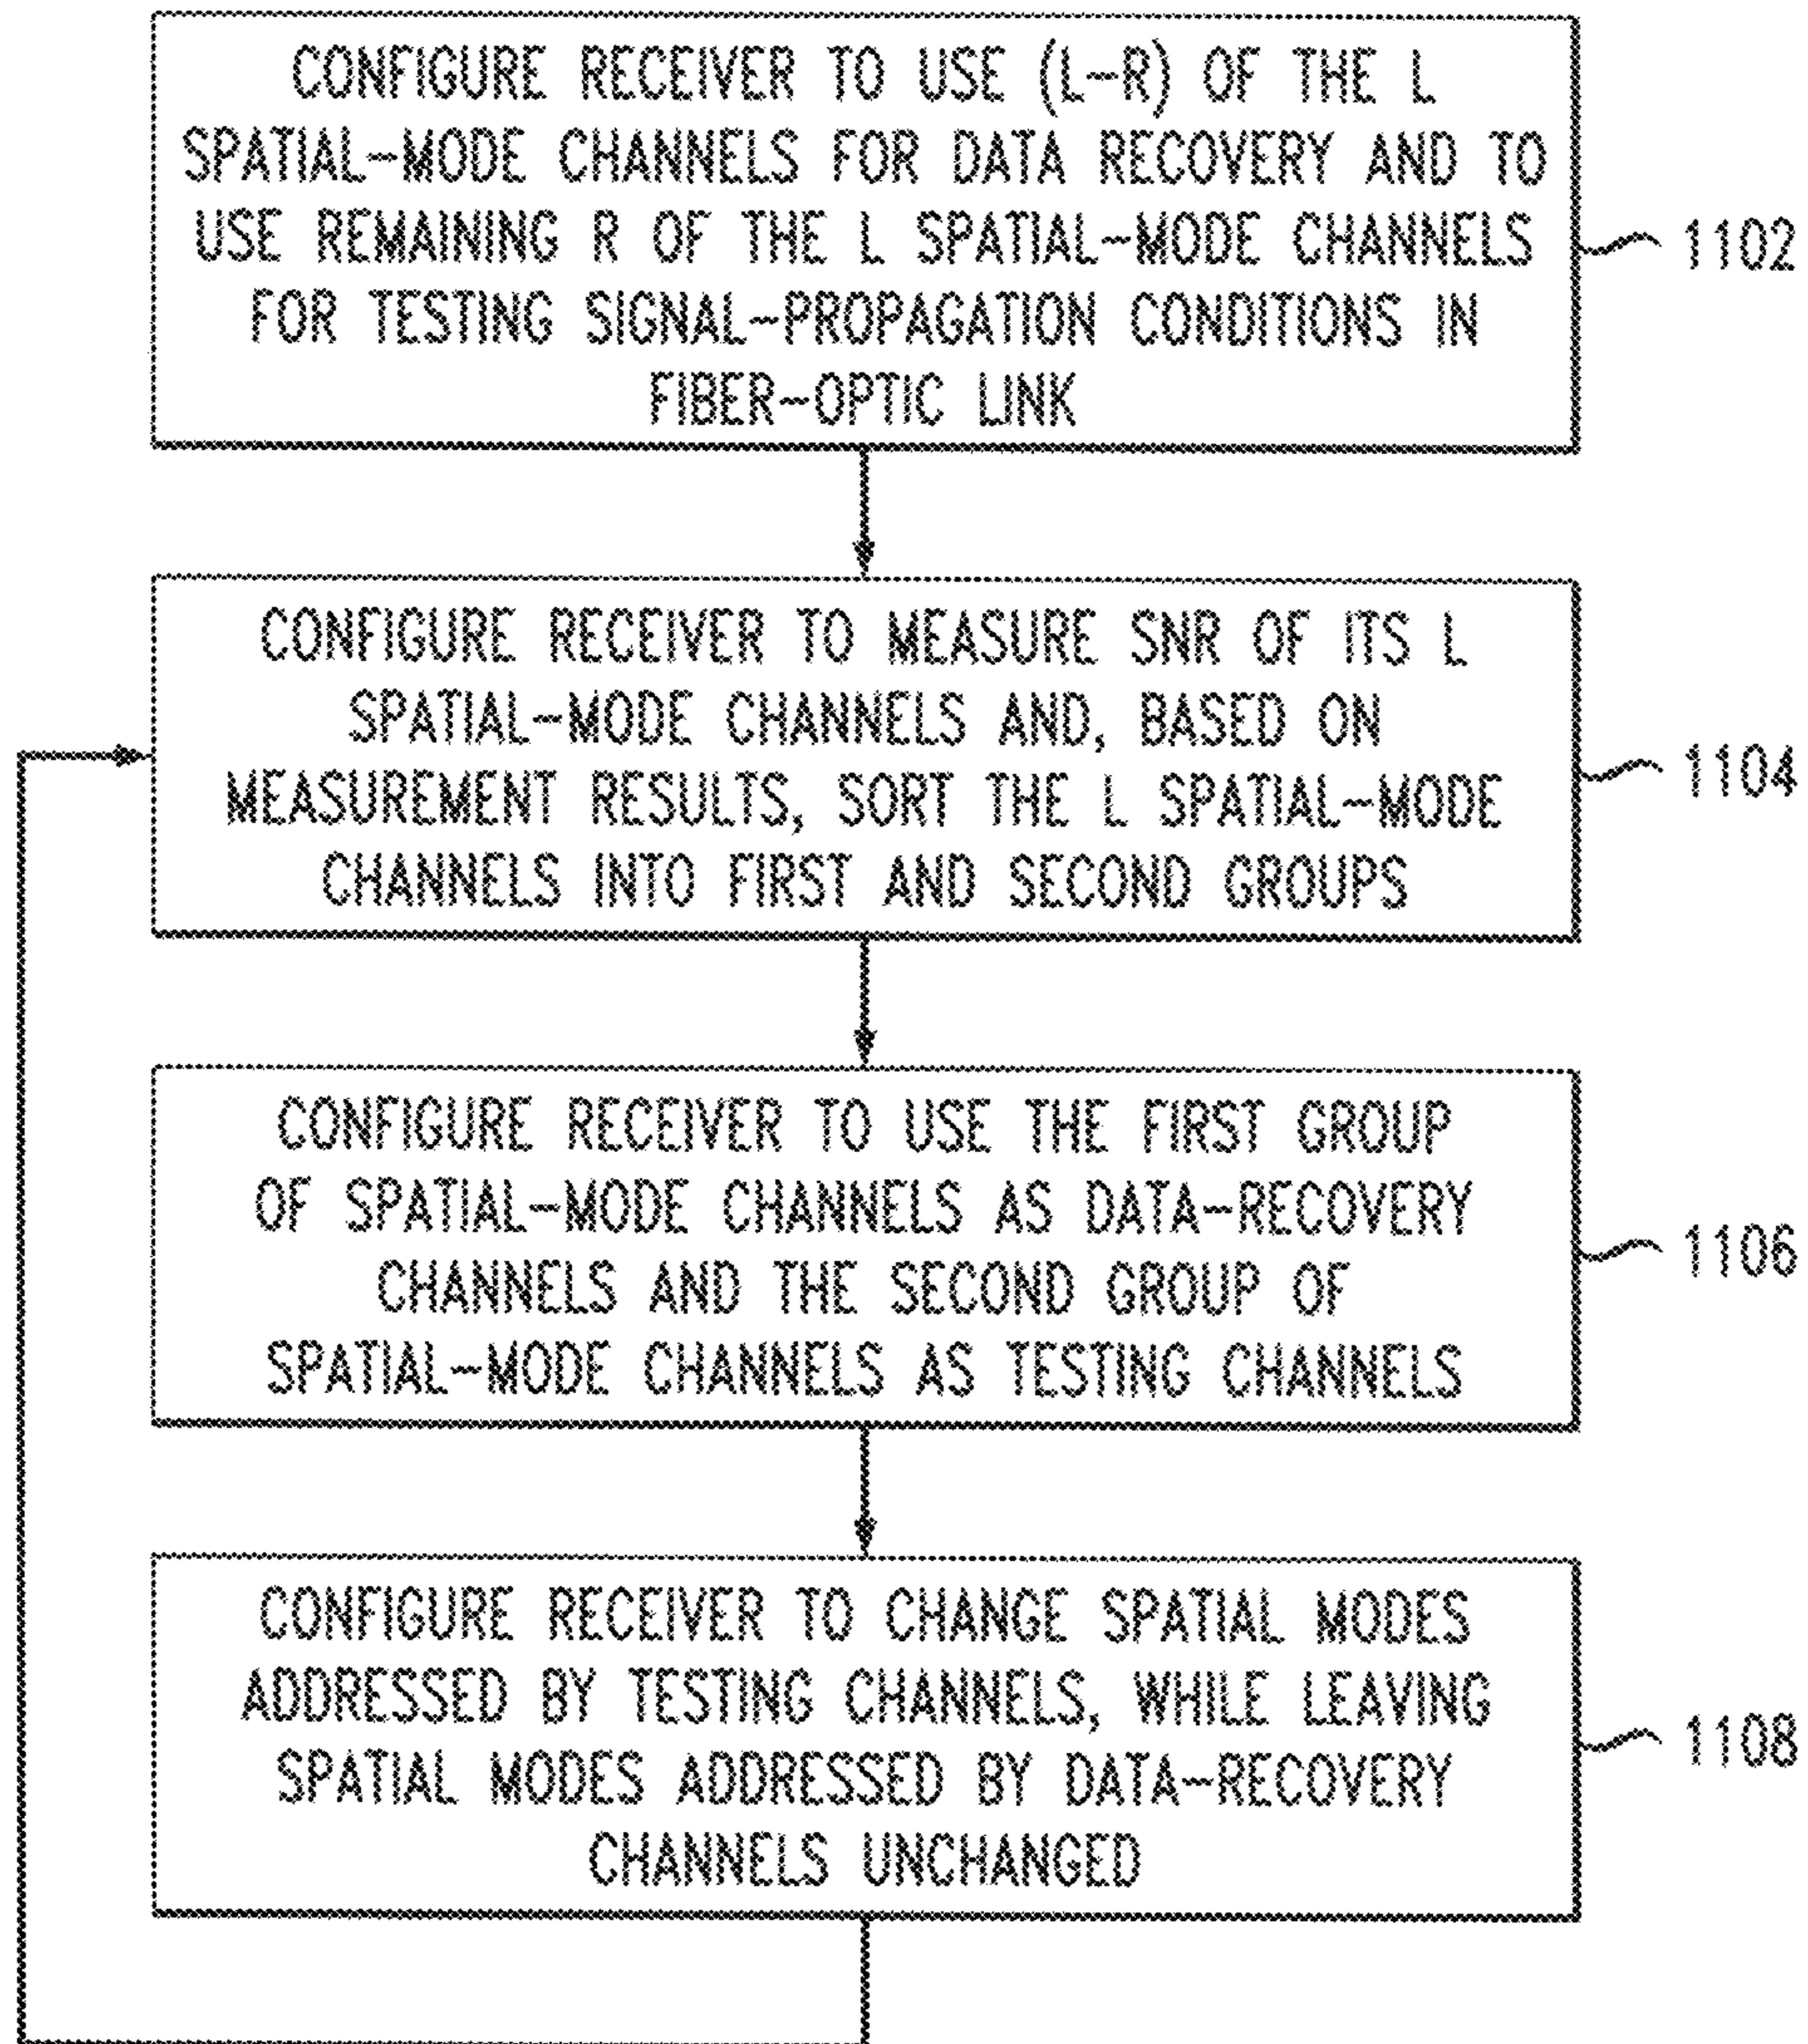 CONFIGURE RECEIVER TO USE (L-R) OF THE L
SPATIAL-MODE CHANNELS FOR DATA RECOVERY AND TO
USE REMAINING R OF THE L SPATIAL-MODE CHANNELS
FOR TESTING SIGNAL-PROPAGATION CONDITIONS IN
FIBER-OPTIC LINK
1102
CONFIGURE RECEIVER TO MEASURE SNR OF ITS L
SPATIAL-MODE CHANNELS AND, BASED ON
MEASUREMENT RESULTS, SORT THE L SPATIAL-MODE
CHANNELS INTO FIRST AND SECOND GROUPS
1104
CONFIGURE RECEIVER TO USE THE FIRST GROUP
OF SPATIAL-MODE CHANNELS AS DATA-RECOVERY
CHANNELS AND THE SECOND GROUP OF
SPATIAL-MODE CHANNELS AS TESTING CHANNELS
1106
CONFIGURE RECEIVER TO CHANGE SPATIAL MODES
ADDRESSED BY TESTING CHANNELS, WHILE LEAVING
SPATIAL MODES ADDRESSED BY DATA-RECOVERY
CHANNELS UNCHANGED
1108